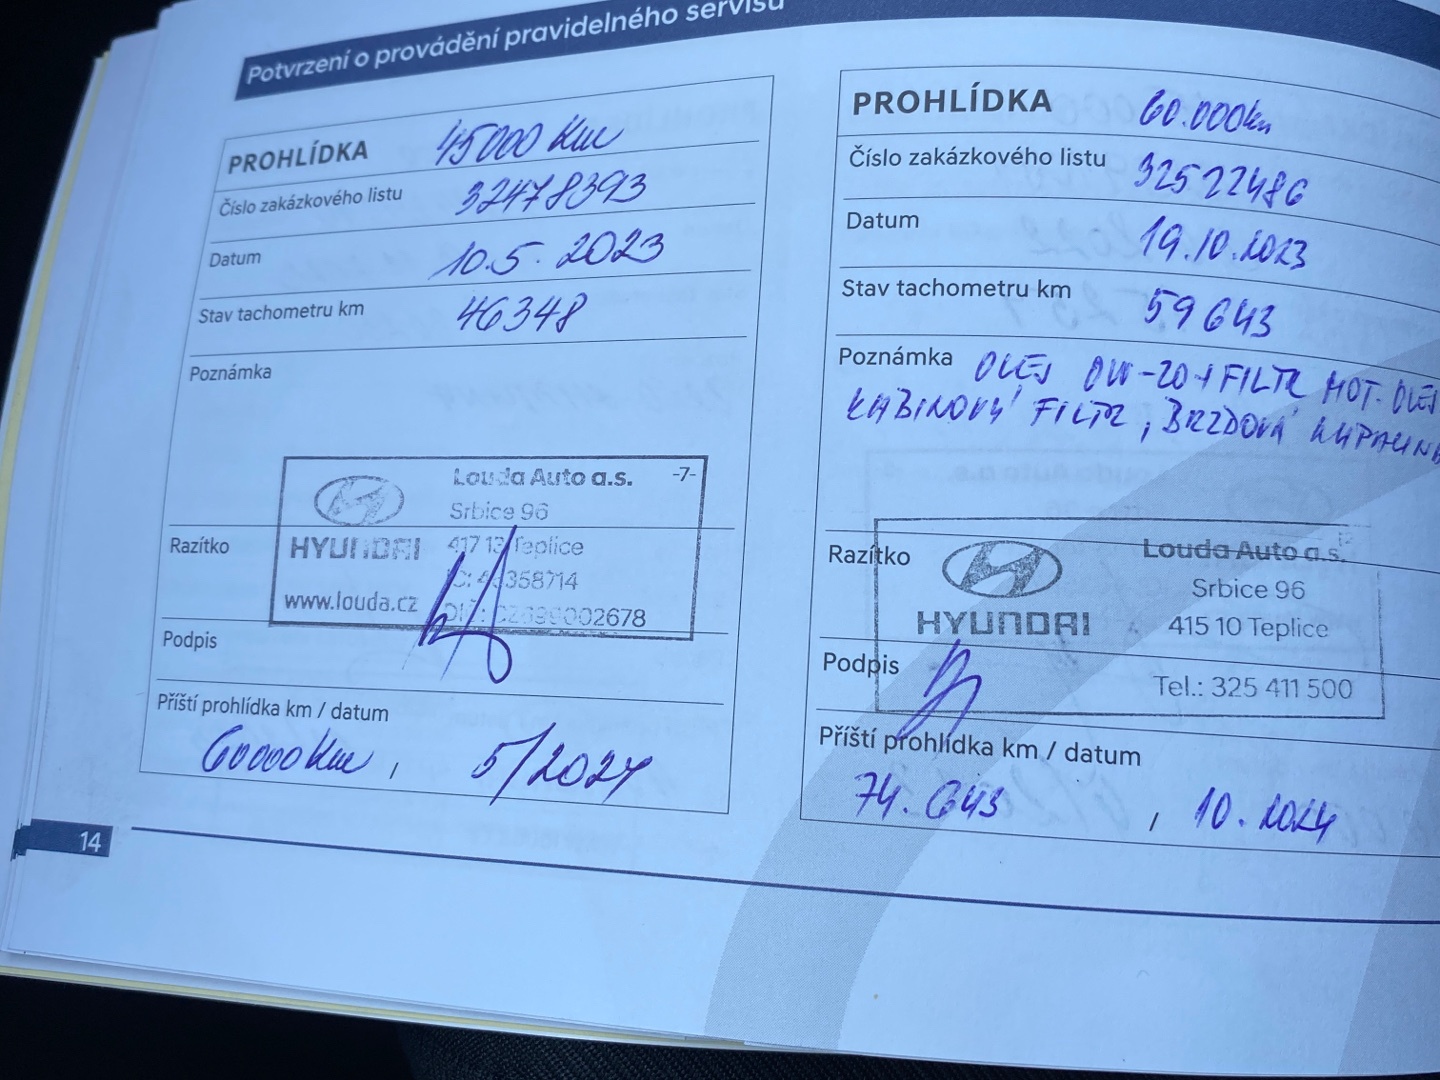 Potvrzení o provádění pravidelného servisu
PROHLÍDKA 45000 Km
Číslo zakázkového listu 32478393
Datum 10.5.2023
Stav tachometru km 46348
Poznámka
Louda Auto a.s. -7-
Srbice 96
HYUNDAI 417 13 Teplice
www.louda.cz
Razítko
Podpis
Příští prohlídka km / datum
60000 Km , 5/2024
14
PROHLÍDKA 60.000km
Číslo zakázkového listu 32522486
Datum 19.10.2023
Stav tachometru km 59643
Poznámka OLEJ 0W-20+FILTR MOT. OLEJ
KABINOVÝ FILTR, BRZDOVÁ KAPALINA
Razítko
HYUNDAI
Louda Auto a.s.
Srbice 96
415 10 Teplice
Tel.: 325 411 500
Podpis
Příští prohlídka km / datum
74.643 , 10.2024